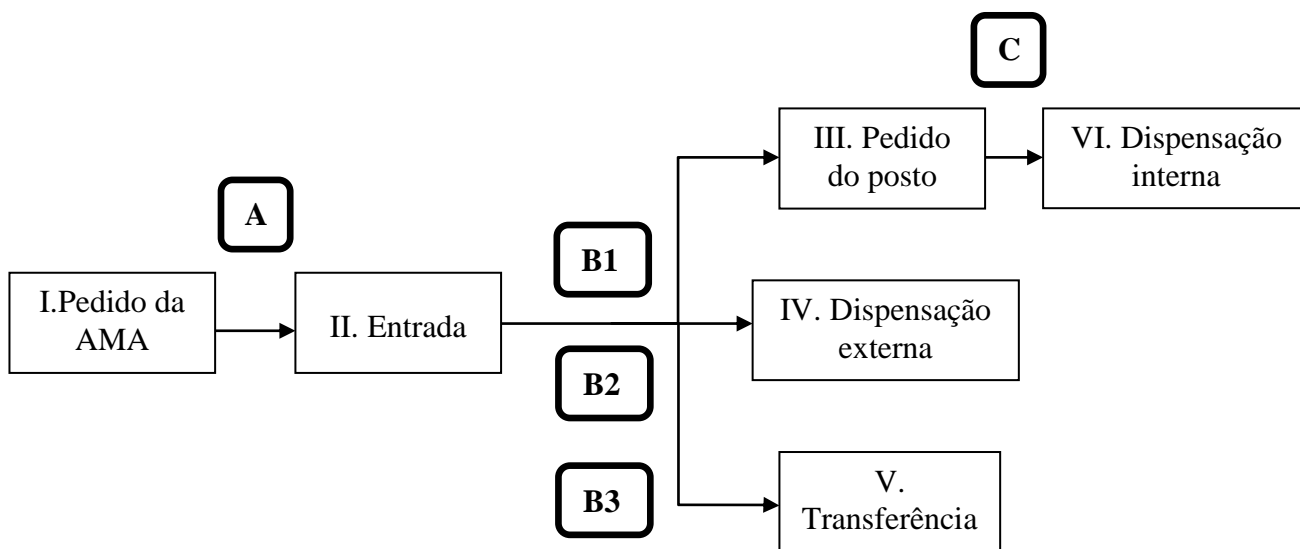 C
III. Pedido
do posto
VI. Dispensação
interna
A
B1
I.Pedido da
AMA
II. Entrada
IV. Dispensação
externa
B2
B3
V.
Transferência